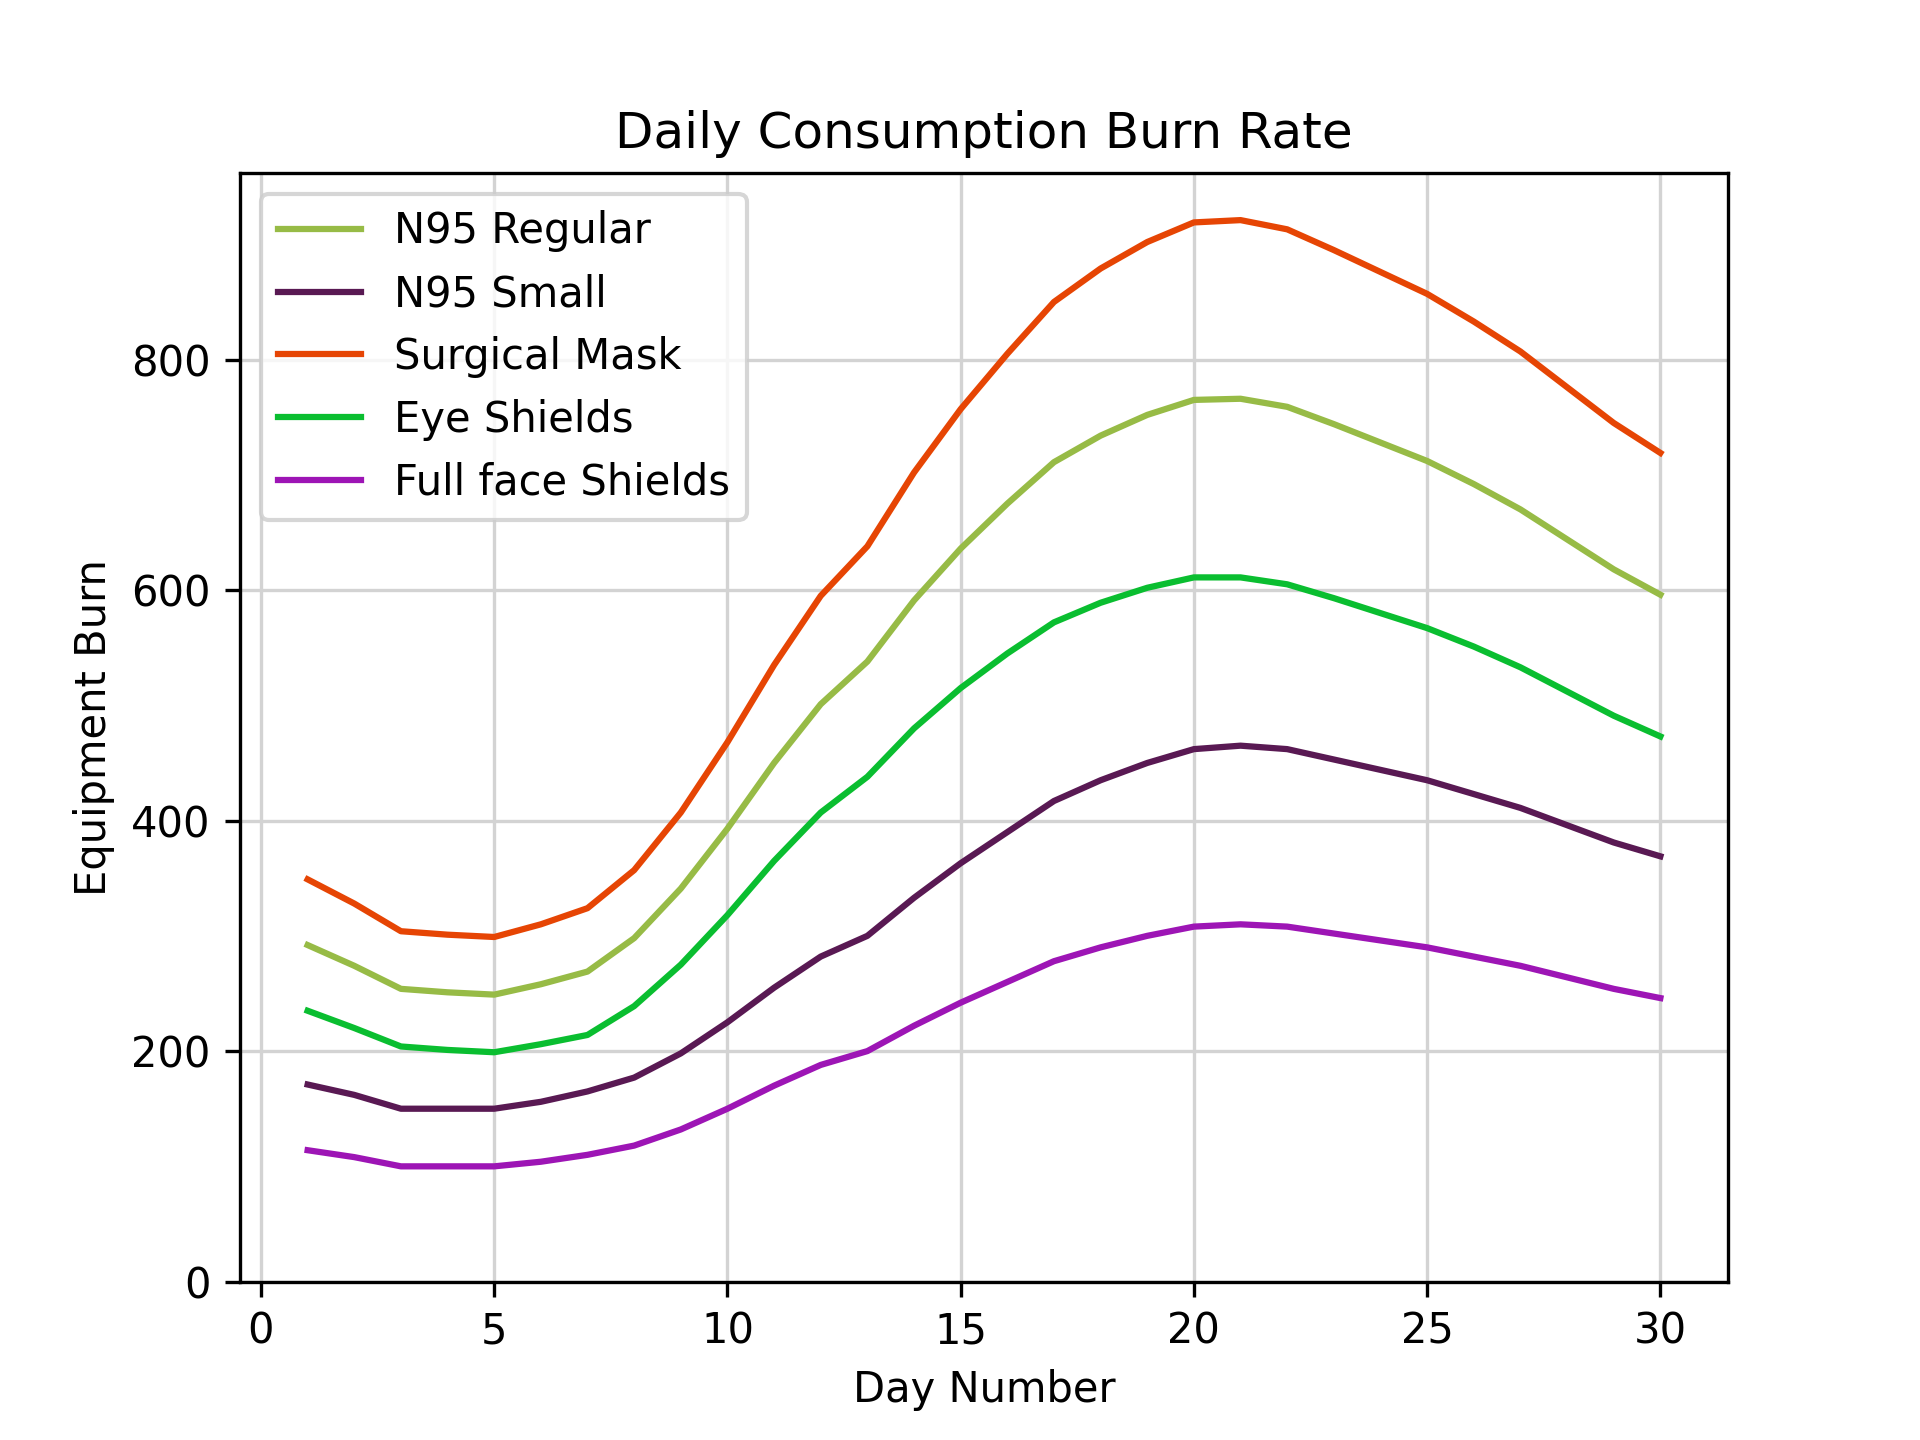 Daily Consumption Burn Rate
N95 Regular
N95 Small
Surgical Mask
Eye Shields
Full face Shields
Equipment Burn
800
600
400
200
0
0 5 10 15 20 25 30
Day Number